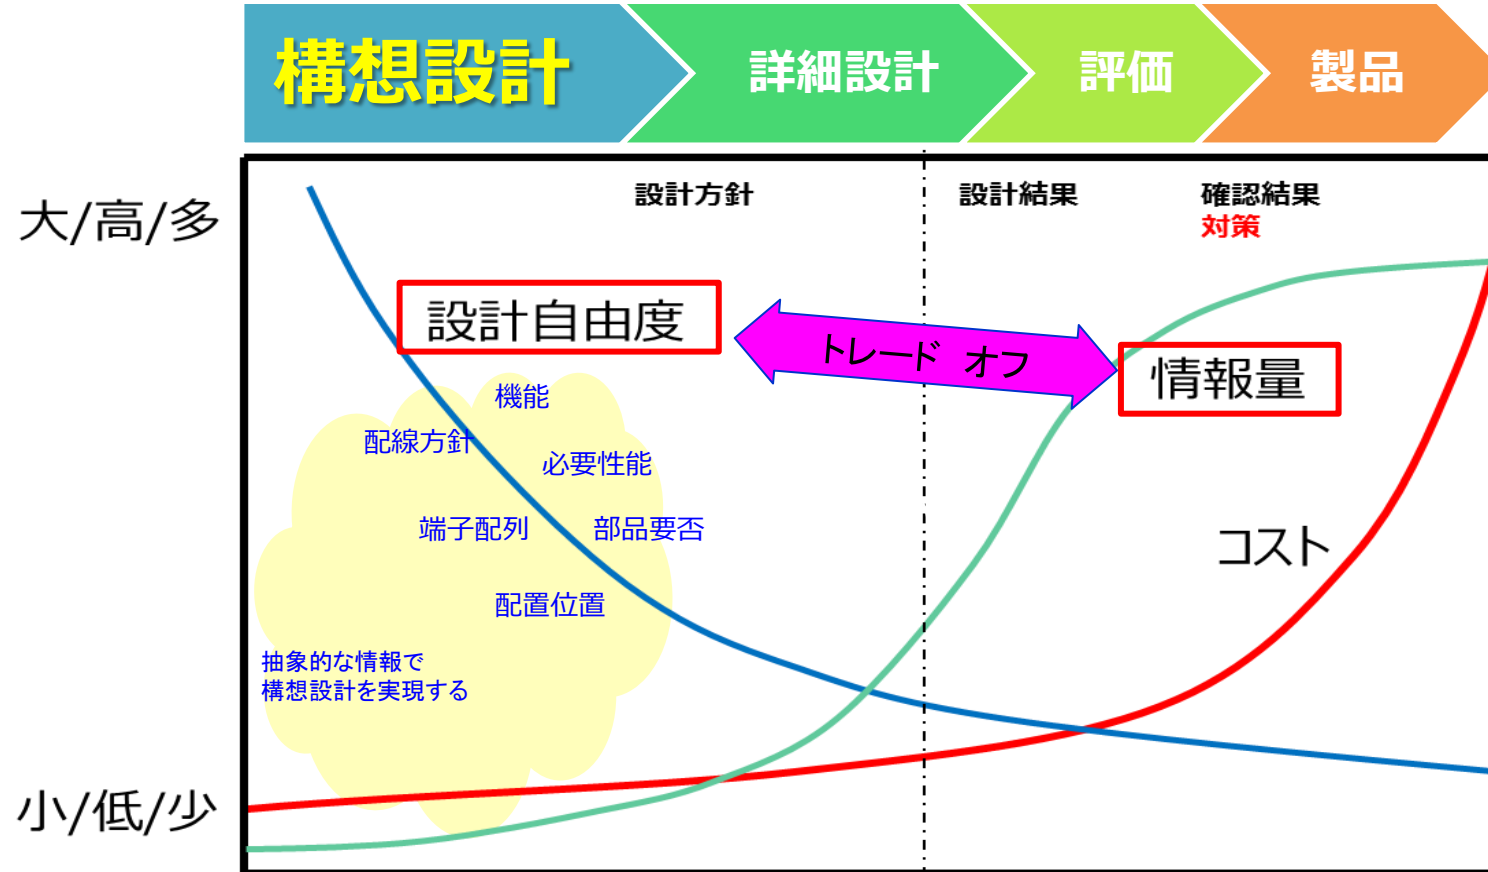 構想設計
詳細設計
評価
製品
大/高/多
設計方針
設計結果
確認結果
対策
設計自由度
トレード オフ
情報量
機能
配線方針
必要性能
端子配列
部品要否
コスト
配置位置
抽象的な情報で
構想設計を実現する
小/低/少